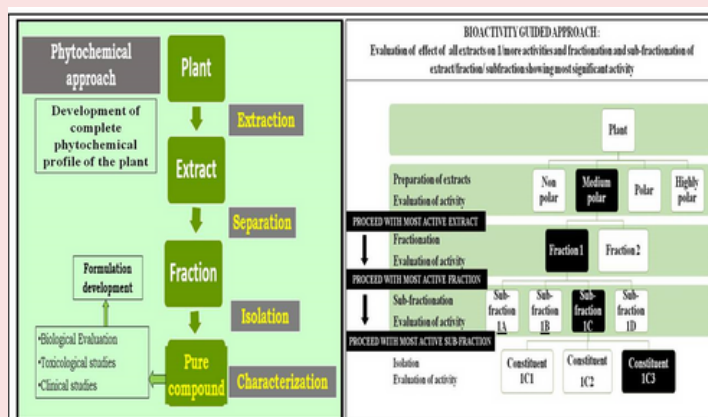 Phytochemical
approach
Development of
complete
phytochemical
profile of the plant
Plant
Extraction
Extract
Separation
Fraction
Isolation
Pure
compound
Characterization
Formulation
development
•Biological Evaluation
•Toxicological studies
•Clinical studies
BIOACTIVITY GUIDED APPROACH:
Evaluation of effect of all extracts on 1/more activities and fractionation and sub-fractionation of
extract/fraction/ subfraction showing most significant activity
Plant
Preparation of extracts
Evaluation of activity
Non
polar
Medium
polar
Polar
Highly
polar
PROCEED WITH MOST ACTIVE EXTRACT
Fractionation
Evaluation of activity
Fraction 1
Fraction 2
PROCEED WITH MOST ACTIVE FRACTION
Sub-fractionation
Evaluation of activity
Sub-
fraction
1A
Sub-
fraction
1B
Sub-
fraction
1C
Sub-
fraction
1D
PROCEED WITH MOST ACTIVE SUB-FRACTION
Isolation
Evaluation of activity
Constituent
1C1
Constituent
1C2
Constituent
1C3